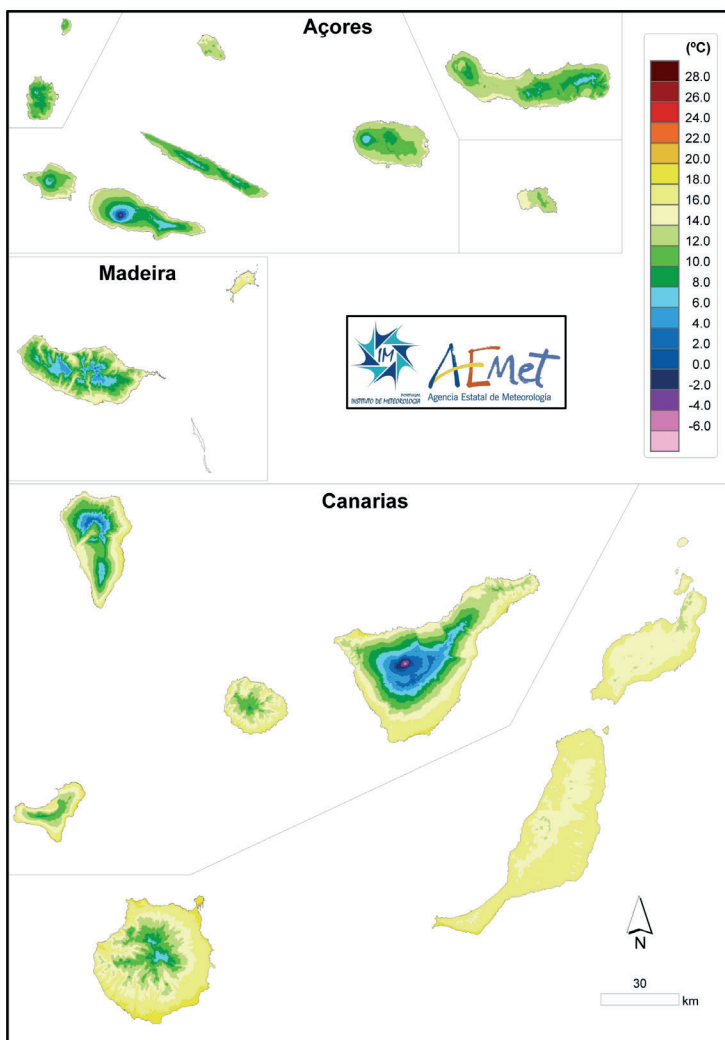 Açores
(ºC)
28.0
26.0
24.0
22.0
20.0
18.0
16.0
14.0
12.0
10.0
8.0
6.0
4.0
2.0
0.0
-2.0
-4.0
-6.0
Madeira
IM
PORTUGAL
INSTITUTO DE METEOROLOGIA
AEMet
Agencia Estatal de Meteorología
Canarias
N
30
km